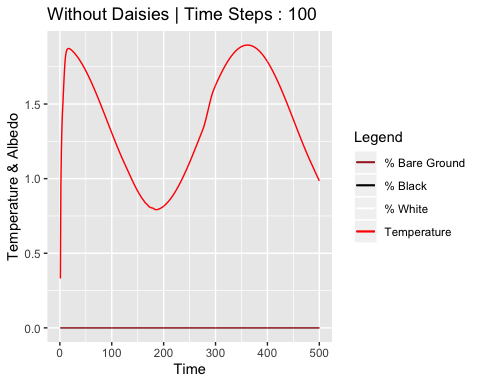 Without Daisies | Time Steps : 100
Temperature & Albedo
1.5
1.0
0.5
0.0
0 100 200 300 400 500
Time
Legend
% Bare Ground
% Black
% White
Temperature